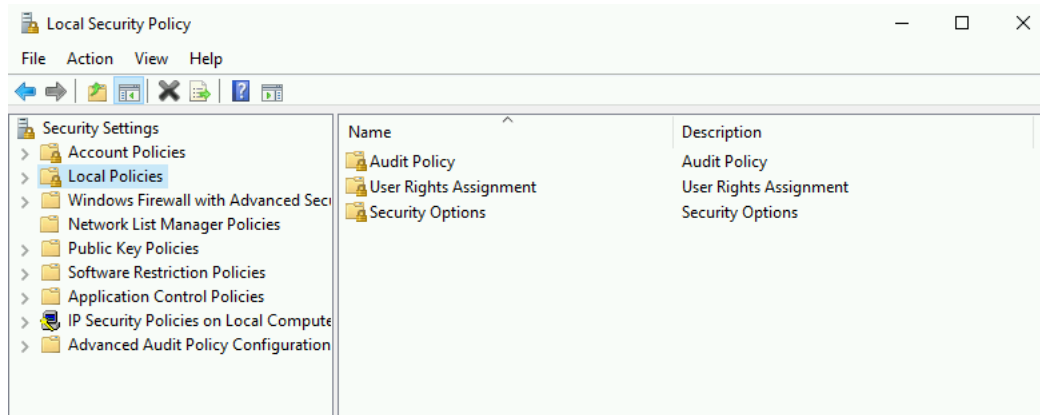 Local Security Policy
File Action View Help
Security Settings
Account Policies
Local Policies
Windows Firewall with Advanced Secu
Network List Manager Policies
Public Key Policies
Software Restriction Policies
Application Control Policies
IP Security Policies on Local Compute
Advanced Audit Policy Configuration
Name Description
Audit Policy Audit Policy
User Rights Assignment User Rights Assignment
Security Options Security Options